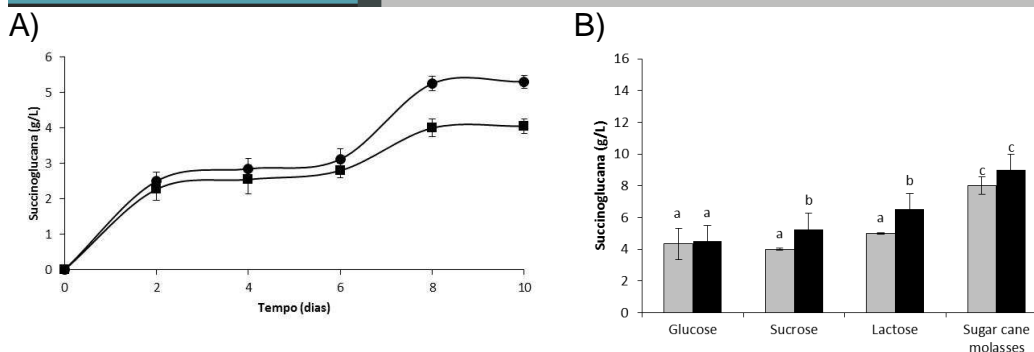 A)
Succinoglucana (g/L)
6
5
4
3
2
1
0
0 2 4 6 8 10
Tempo (dias)
B)
Succinoglucana (g/L)
16
14
12
10
8
6
4
2
0
a a
a b
a b
c c
Glucose Sucrose Lactose Sugar cane
molasses